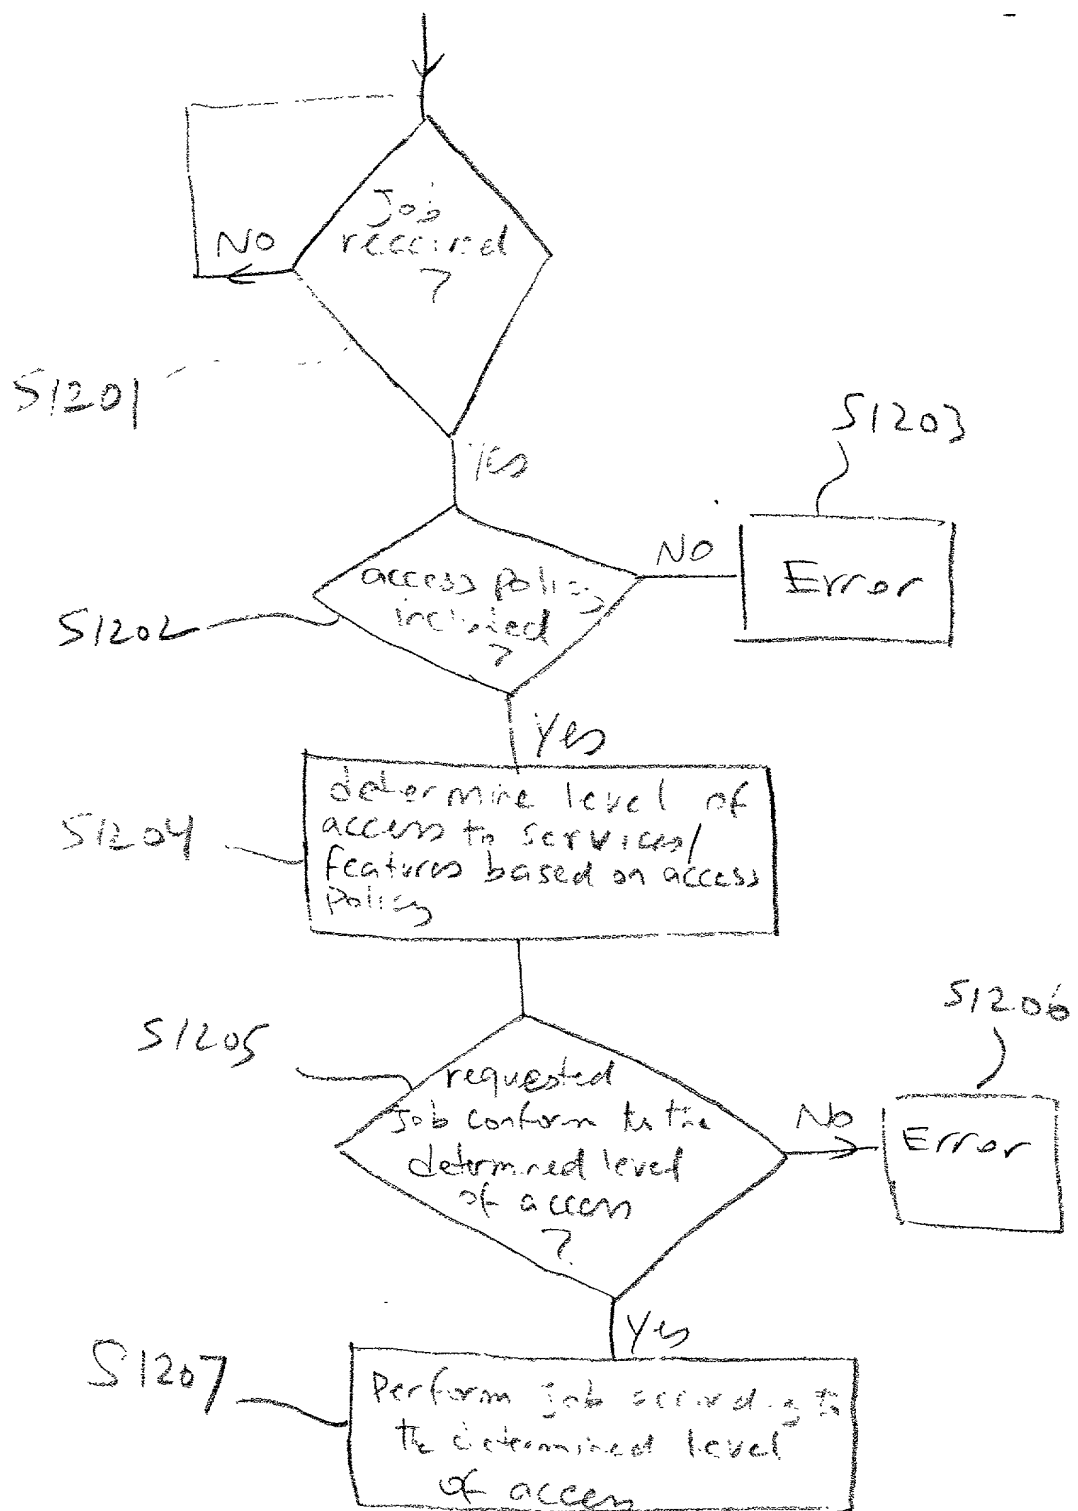 Job
received
?
NO
S1201
Yes
S1203
access policy
included
?
NO
Error
S1202
Yes
determine level of
access to services/
features based on access
policy
S1204
S1206
S1205
requested
Job conform to the
determined level
of access
?
No
Error
Yes
S1207
Perform job according to
the determined level
of access